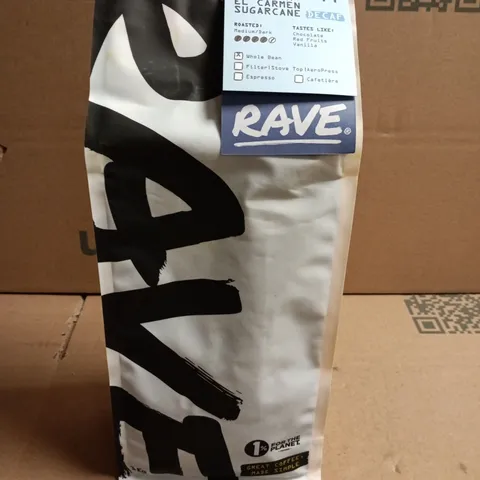 EL CARMEN
SUGARCANE DECAF
ROASTED:
Medium/Dark
TASTES LIKE:
Chocolate
Red Fruits
Vanilla
x Whole Bean
Filter|Stove Top|AeroPress
Espresso
Cafetière
RAVE®
RAVE
1% FOR THE
PLANET.
GREAT COFFEE,
MADE SIMPLE